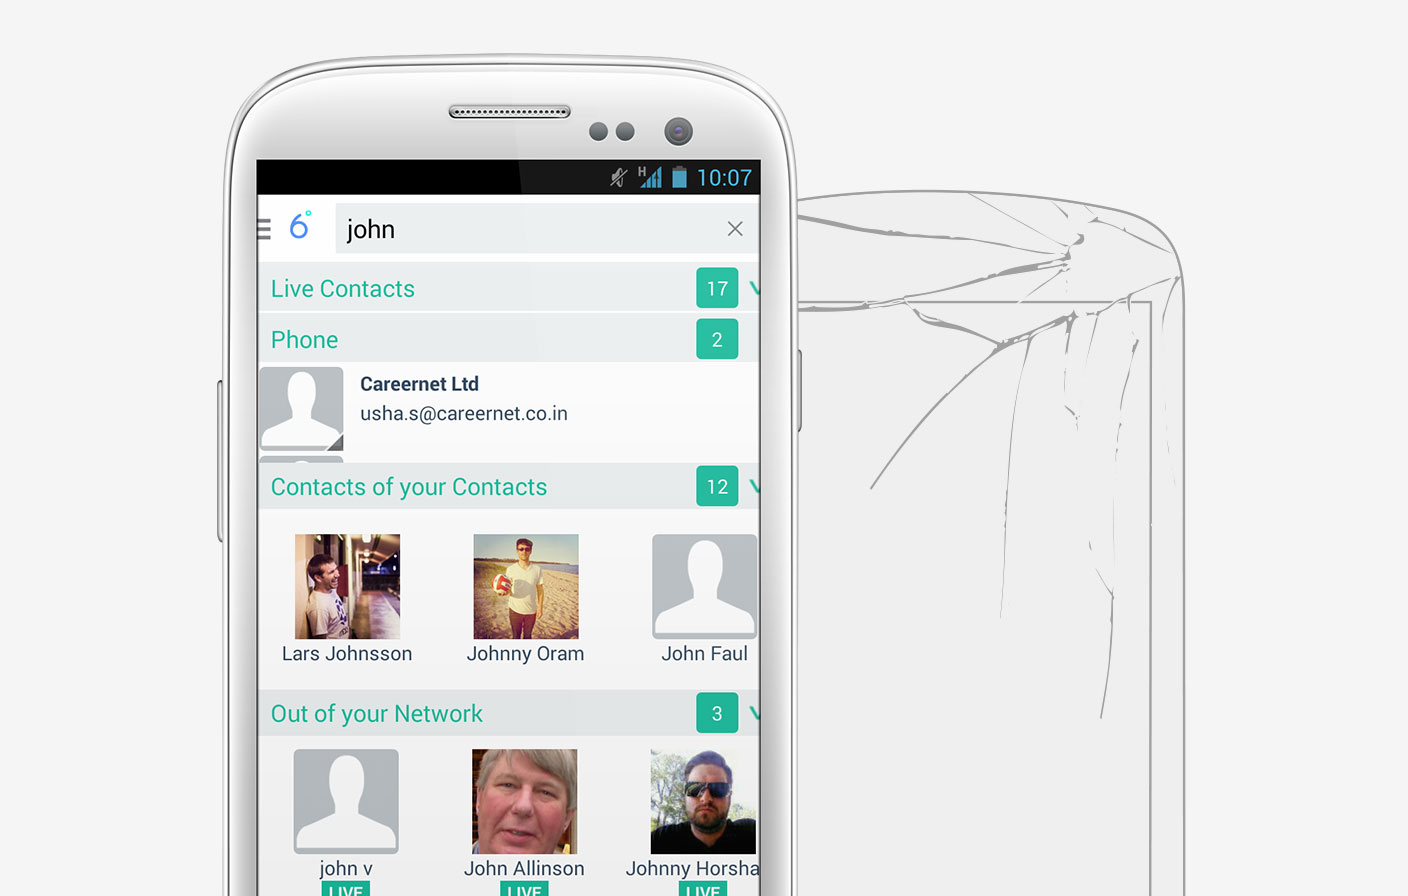 H 10:07
6° john
Live Contacts 17
Phone 2
Careernet Ltd
usha.s@careernet.co.in
Contacts of your Contacts 12
Lars Johnsson Johnny Oram John Faul
Out of your Network 3
john v John Allinson Johnny Horsha
LIVE LIVE LIVE